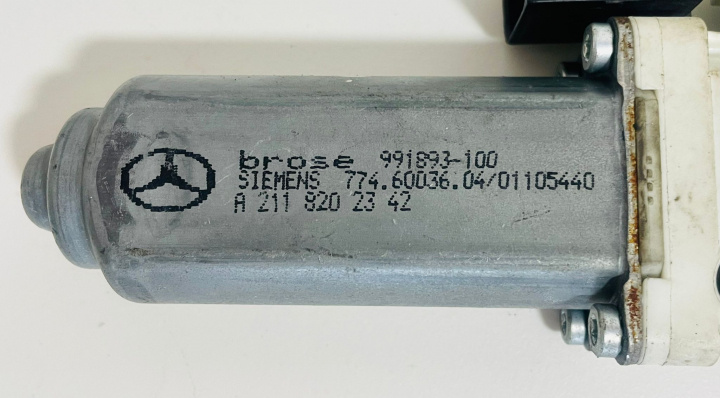 brose 991893-100
SIEMENS 774.60036.04/01105440
A 211 820 23 42